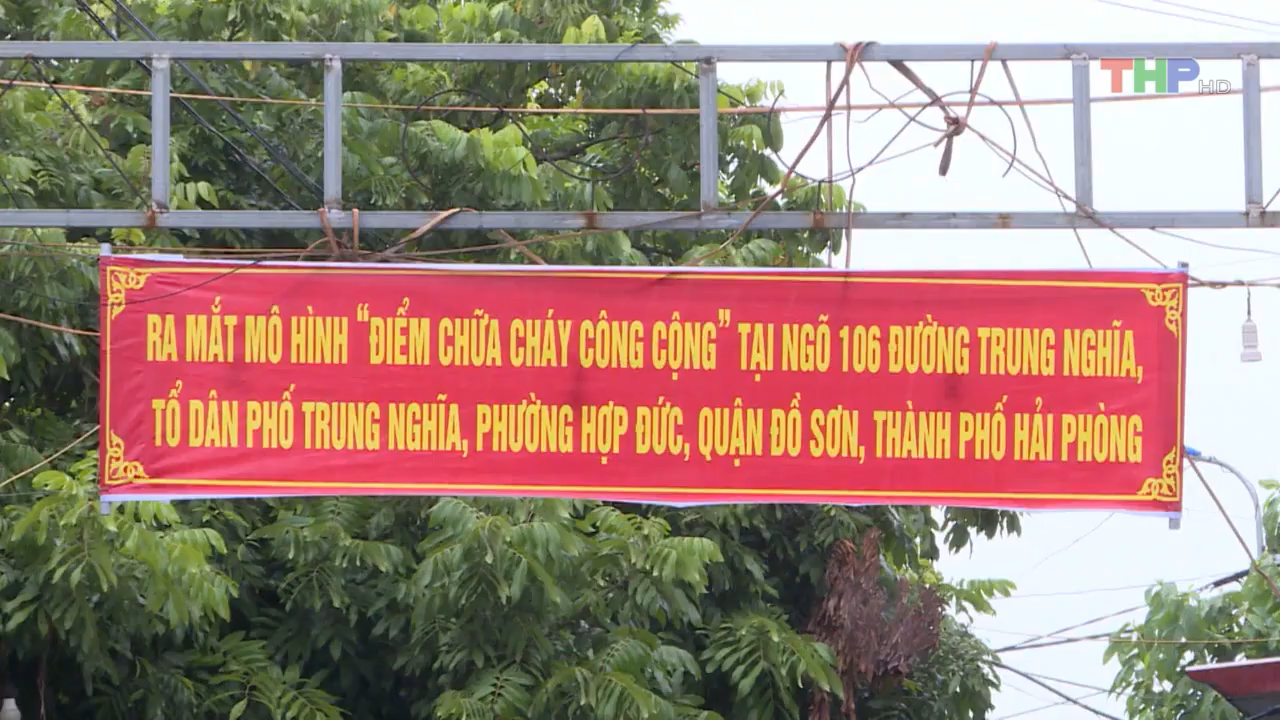 THP HD
RA MẮT MÔ HÌNH “ĐIỂM CHỮA CHÁY CÔNG CỘNG” TẠI NGÕ 106 ĐƯỜNG TRUNG NGHĨA,
TỔ DÂN PHỐ TRUNG NGHĨA, PHƯỜNG HỢP ĐỨC, QUẬN ĐỒ SƠN, THÀNH PHỐ HẢI PHÒNG